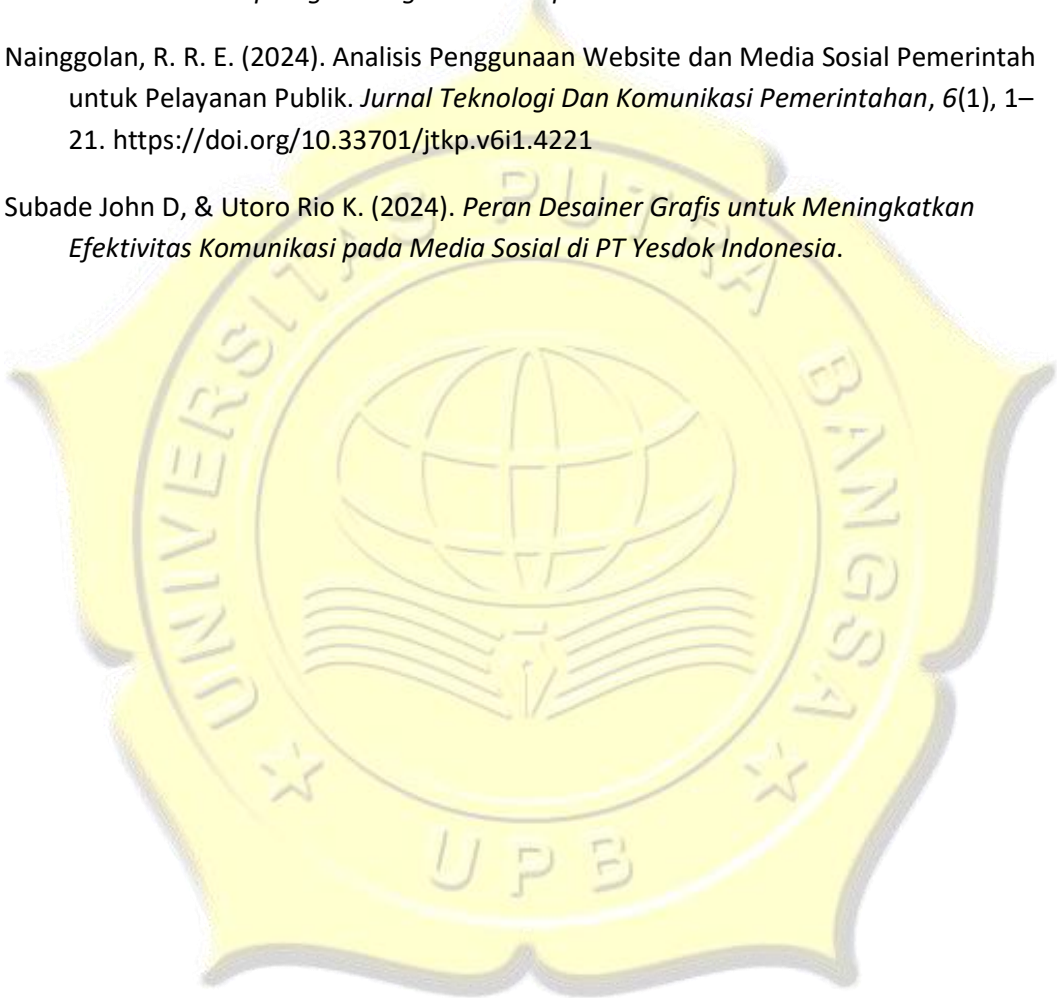 Nainggolan, R. R. E. (2024). Analisis Penggunaan Website dan Media Sosial Pemerintah
untuk Pelayanan Publik. Jurnal Teknologi Dan Komunikasi Pemerintahan, 6(1), 1–
21. https://doi.org/10.33701/jtkp.v6i1.4221
Subade John D, & Utoro Rio K. (2024). Peran Desainer Grafis untuk Meningkatkan
Efektivitas Komunikasi pada Media Sosial di PT Yesdok Indonesia.
UNIVERSITAS PUTRA BANGSA
UPB